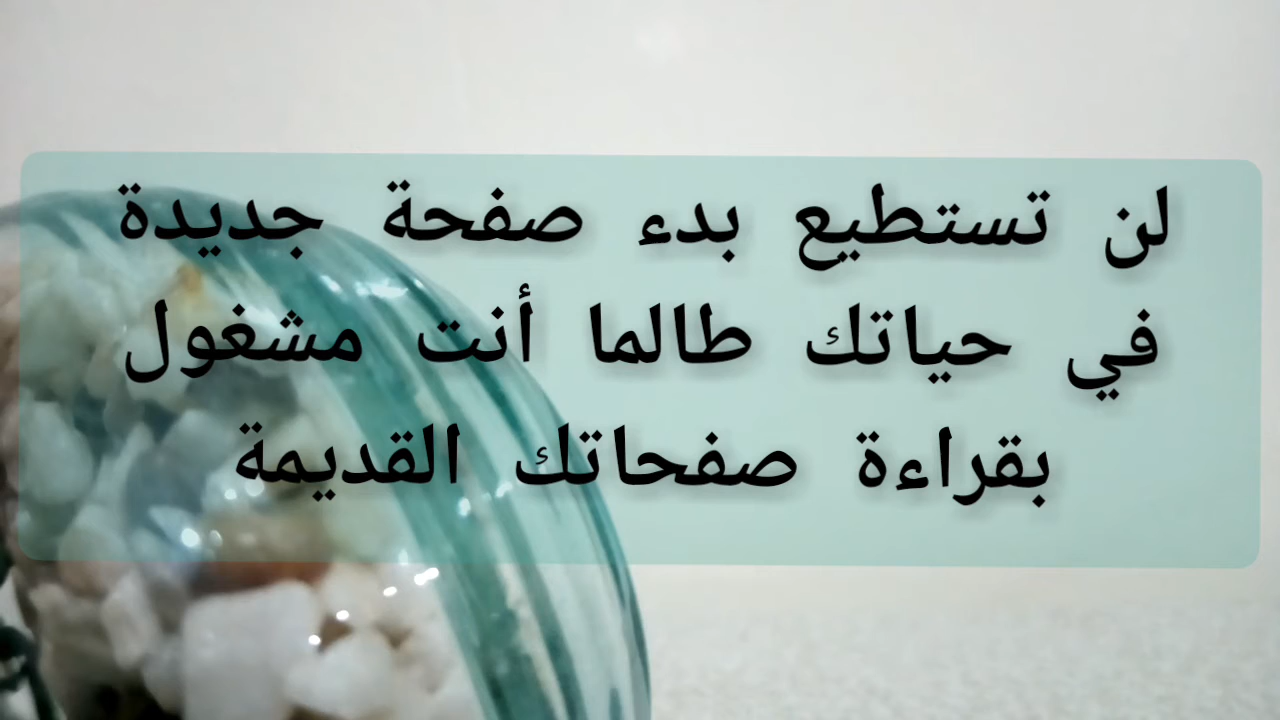 لن تستطيع بدء صفحة جديدة
في حياتك طالما أنت مشغول
بقراءة صفحاتك القديمة